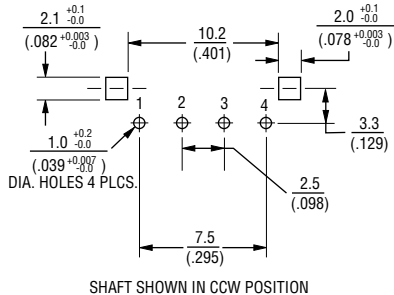 2.1 +0.1 -0.0
(.082 +0.003 -0.0 )
10.2
(.401)
2.0 +0.1 -0.0
(.078 +0.003 -0.0 )
1 2 3 4
1.0 +0.2 -0.0
(.039 +0.007 -0.0 )
DIA. HOLES 4 PLCS.
3.3
(.129)
2.5
(.098)
7.5
(.295)
SHAFT SHOWN IN CCW POSITION